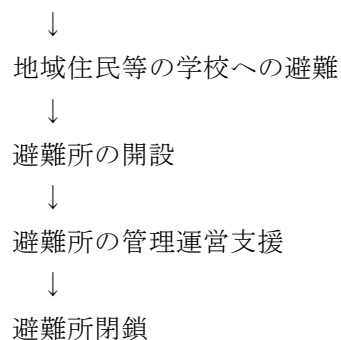 ↓
地域住民等の学校への避難
↓
避難所の開設
↓
避難所の管理運営支援
↓
避難所閉鎖